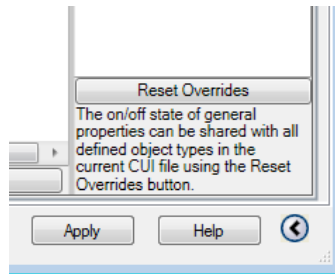 Reset Overrides
The on/off state of general
properties can be shared with all
defined object types in the
current CUI file using the Reset
Overrides button.
Apply
Help